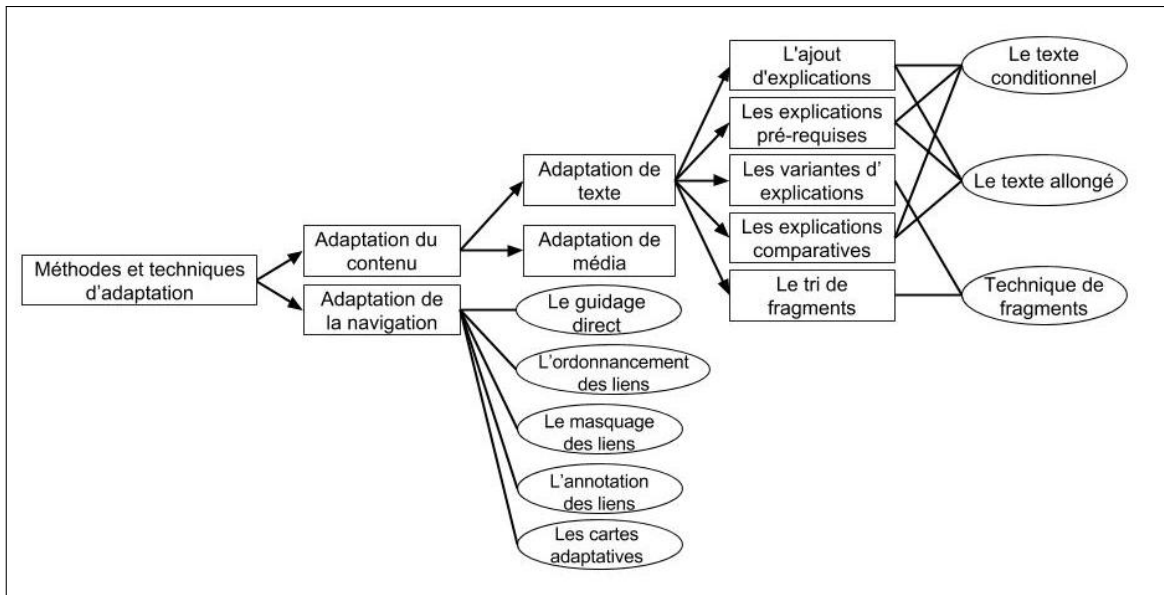 Méthodes et techniques
d'adaptation
Adaptation du
contenu
Adaptation de
la navigation
Adaptation de
texte
Adaptation de
média
Le guidage
direct
L'ordonnancement
des liens
Le masquage
des liens
L'annotation
des liens
Les cartes
adaptatives
L'ajout
d'explications
Les explications
pré-requises
Les variantes d'
explications
Les explications
comparatives
Le tri de
fragments
Le texte
conditionnel
Le texte allongé
Technique de
fragments